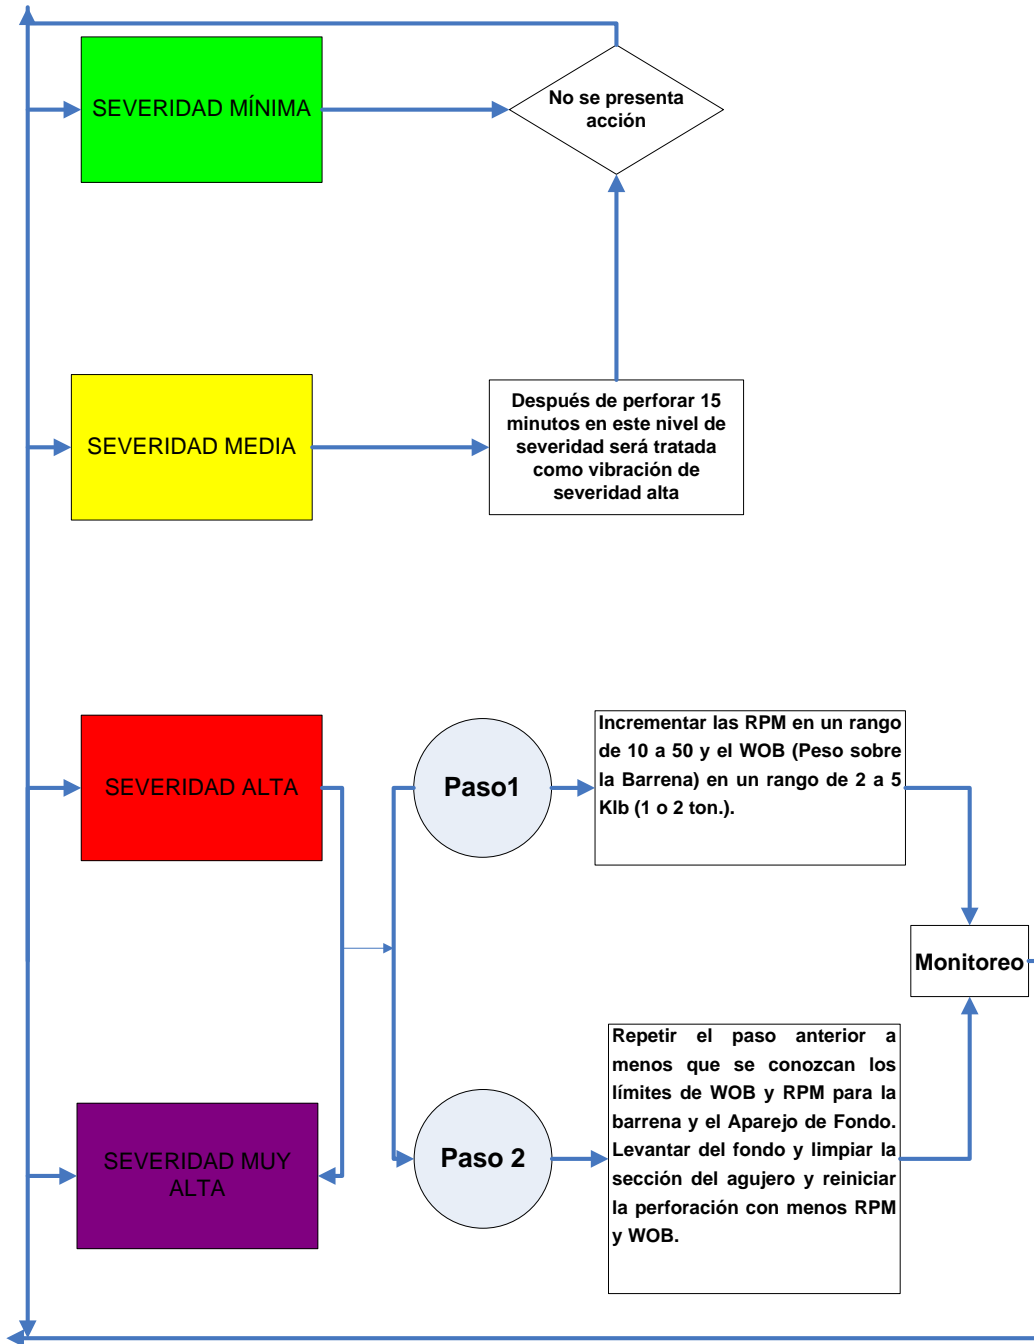 SEVERIDAD MÍNIMA
No se presenta
acción
SEVERIDAD MEDIA
Después de perforar 15
minutos en este nivel de
severidad será tratada
como vibración de
severidad alta
SEVERIDAD ALTA
Paso1
Incrementar las RPM en un rango
de 10 a 50 y el WOB (Peso sobre
la Barrena) en un rango de 2 a 5
Klb (1 o 2 ton.).
Monitoreo
SEVERIDAD MUY
ALTA
Paso 2
Repetir el paso anterior a
menos que se conozcan los
límites de WOB y RPM para la
barrena y el Aparejo de Fondo.
Levantar del fondo y limpiar la
sección del agujero y reiniciar
la perforación con menos RPM
y WOB.